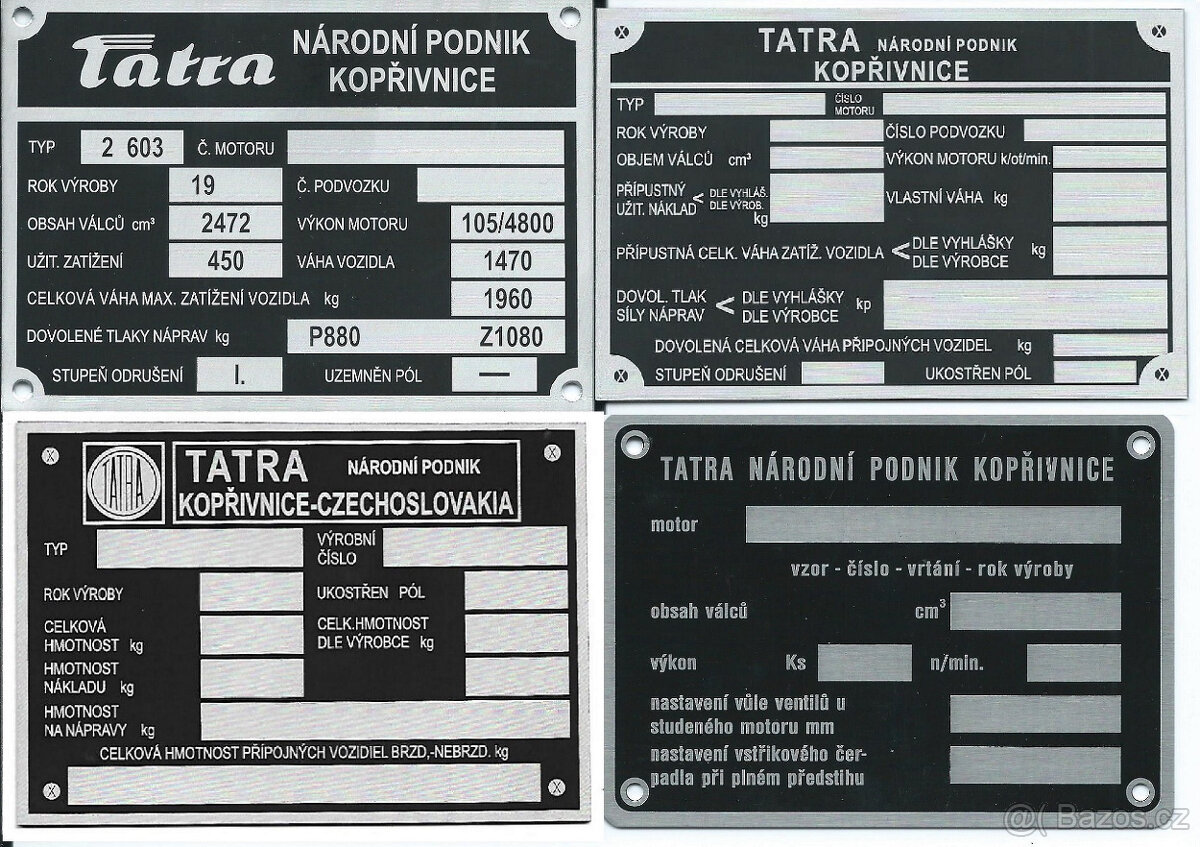 Tatra NÁRODNÍ PODNIK
KOPŘIVNICE
TYP 2 603 Č. MOTORU
ROK VÝROBY 19 Č. PODVOZKU
OBSAH VÁLCŮ cm³ 2472 VÝKON MOTORU 105/4800
UŽIT. ZATÍŽENÍ 450 VÁHA VOZIDLA 1470
CELKOVÁ VÁHA MAX. ZATÍŽENÍ VOZIDLA kg 1960
DOVOLENÉ TLAKY NÁPRAV kg P880 Z1080
STUPEŇ ODRUŠENÍ I. UZEMNĚN PÓL —
TATRA NÁRODNÍ PODNIK
KOPŘIVNICE
TYP ČÍSLO MOTORU
ROK VÝROBY ČÍSLO PODVOZKU
OBJEM VÁLCŮ cm³ VÝKON MOTORU k/ot/min.
PŘÍPUSTNÝ < DLE VYHLÁŠ.
UŽIT. NÁKLAD DLE VÝROB. kg VLASTNÍ VÁHA kg
PŘÍPUSTNÁ CELK. VÁHA ZATÍŽ. VOZIDLA < DLE VYHLÁŠKY kg
DLE VÝROBCE
DOVOL. TLAK < DLE VYHLÁŠKY kp
SÍLY NÁPRAV DLE VÝROBCE
DOVOLENÁ CELKOVÁ VÁHA PŘIPOJNÝCH VOZIDEL kg
STUPEŇ ODRUŠENÍ UKOSTŘEN PÓL
TATRA
TATRA NÁRODNÍ PODNIK
KOPŘIVNICE-CZECHOSLOVAKIA
TYP VÝROBNÍ
ČÍSLO
ROK VÝROBY UKOSTŘEN PÓL
CELKOVÁ CELK.HMOTNOST
HMOTNOST kg DLE VÝROBCE kg
HMOTNOST
NÁKLADU kg
HMOTNOST
NA NÁPRAVY kg
CELKOVÁ HMOTNOST PŘÍPOJNÝCH VOZIDIEL BRZD,-NEBRZD. kg
TATRA NÁRODNÍ PODNIK KOPŘIVNICE
motor
vzor - číslo - vrtání - rok výroby
obsah válců cm³
výkon Ks n/min.
nastavení vůle ventilů u
studeného motoru mm
nastavení vstřikového čer-
padla při plném předstihu
@( Bazos.cz